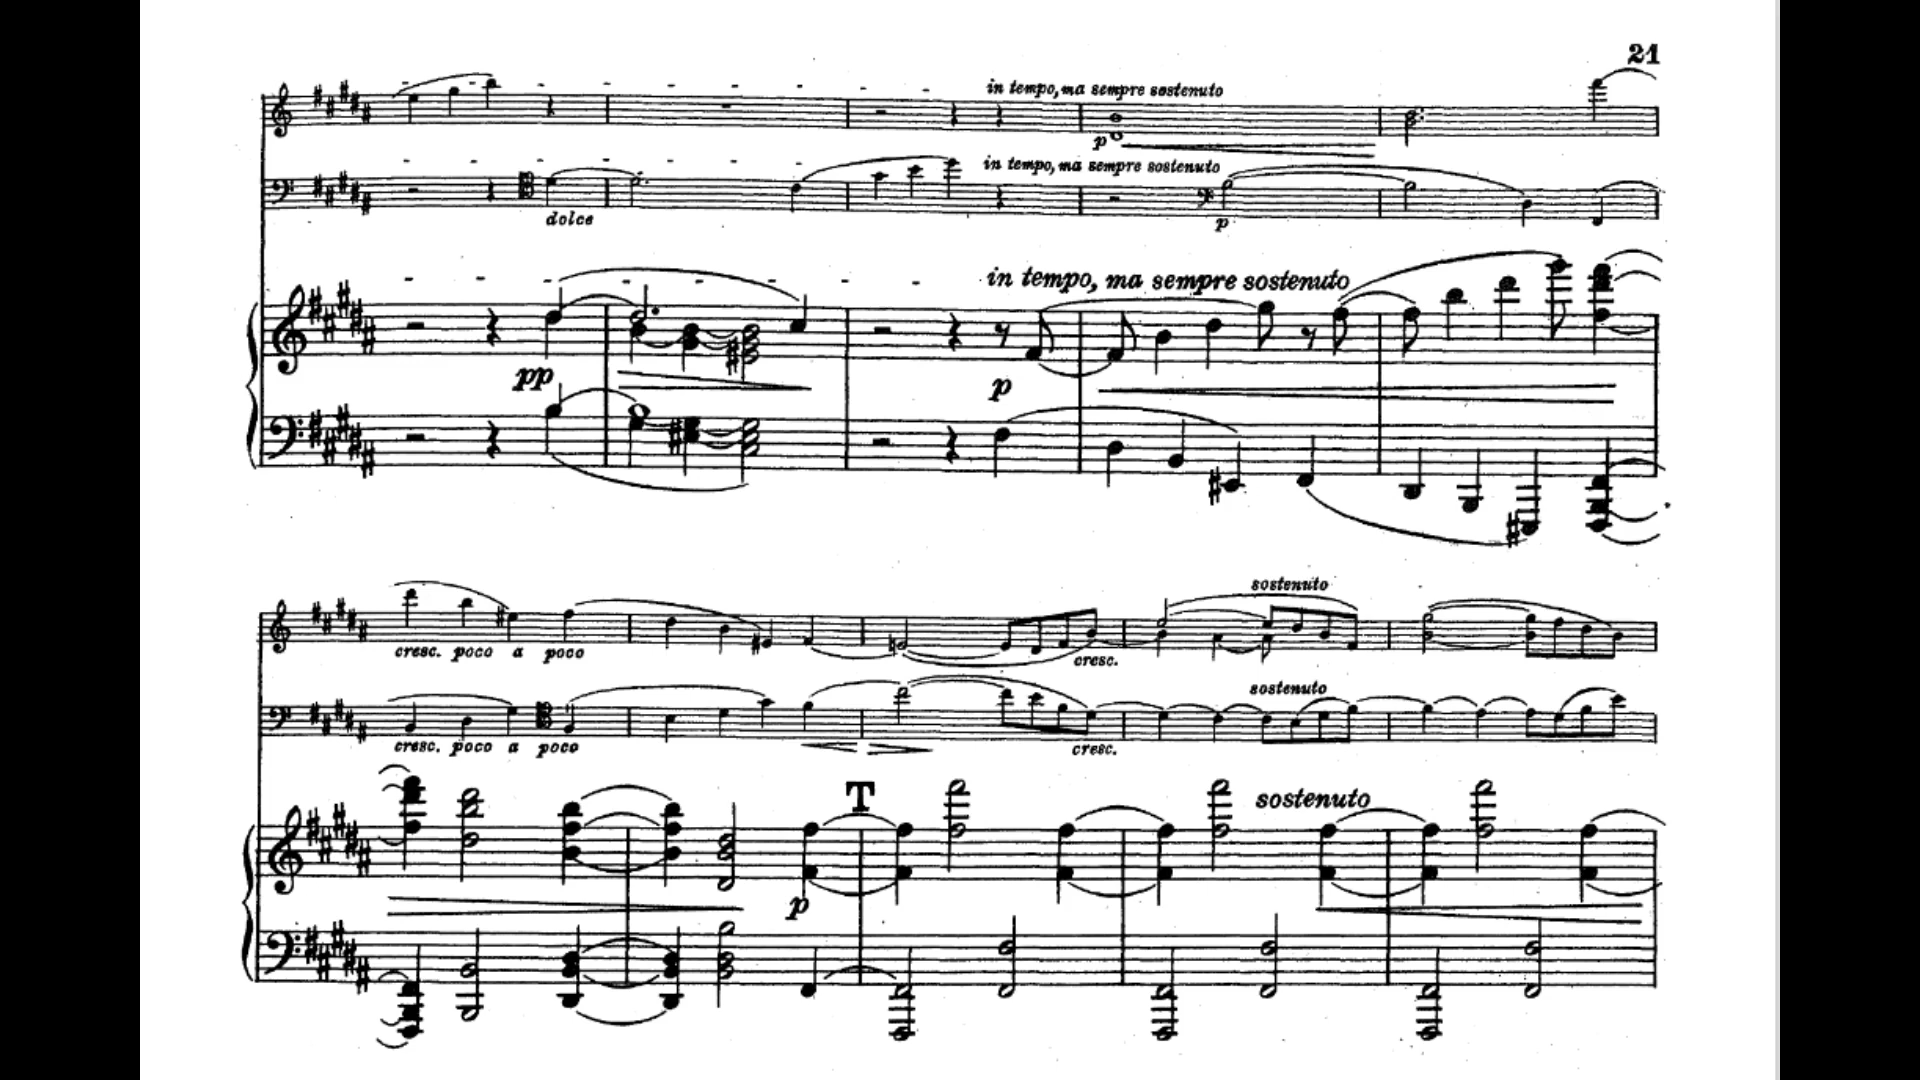 21
in tempo, ma sempre sostenuto
p
in tempo, ma sempre sostenuto
dolce
p
in tempo, ma sempre sostenuto
pp
p
sostenuto
cresc. poco a poco
cresc.
sostenuto
cresc. poco a poco
cresc.
T
sostenuto
p